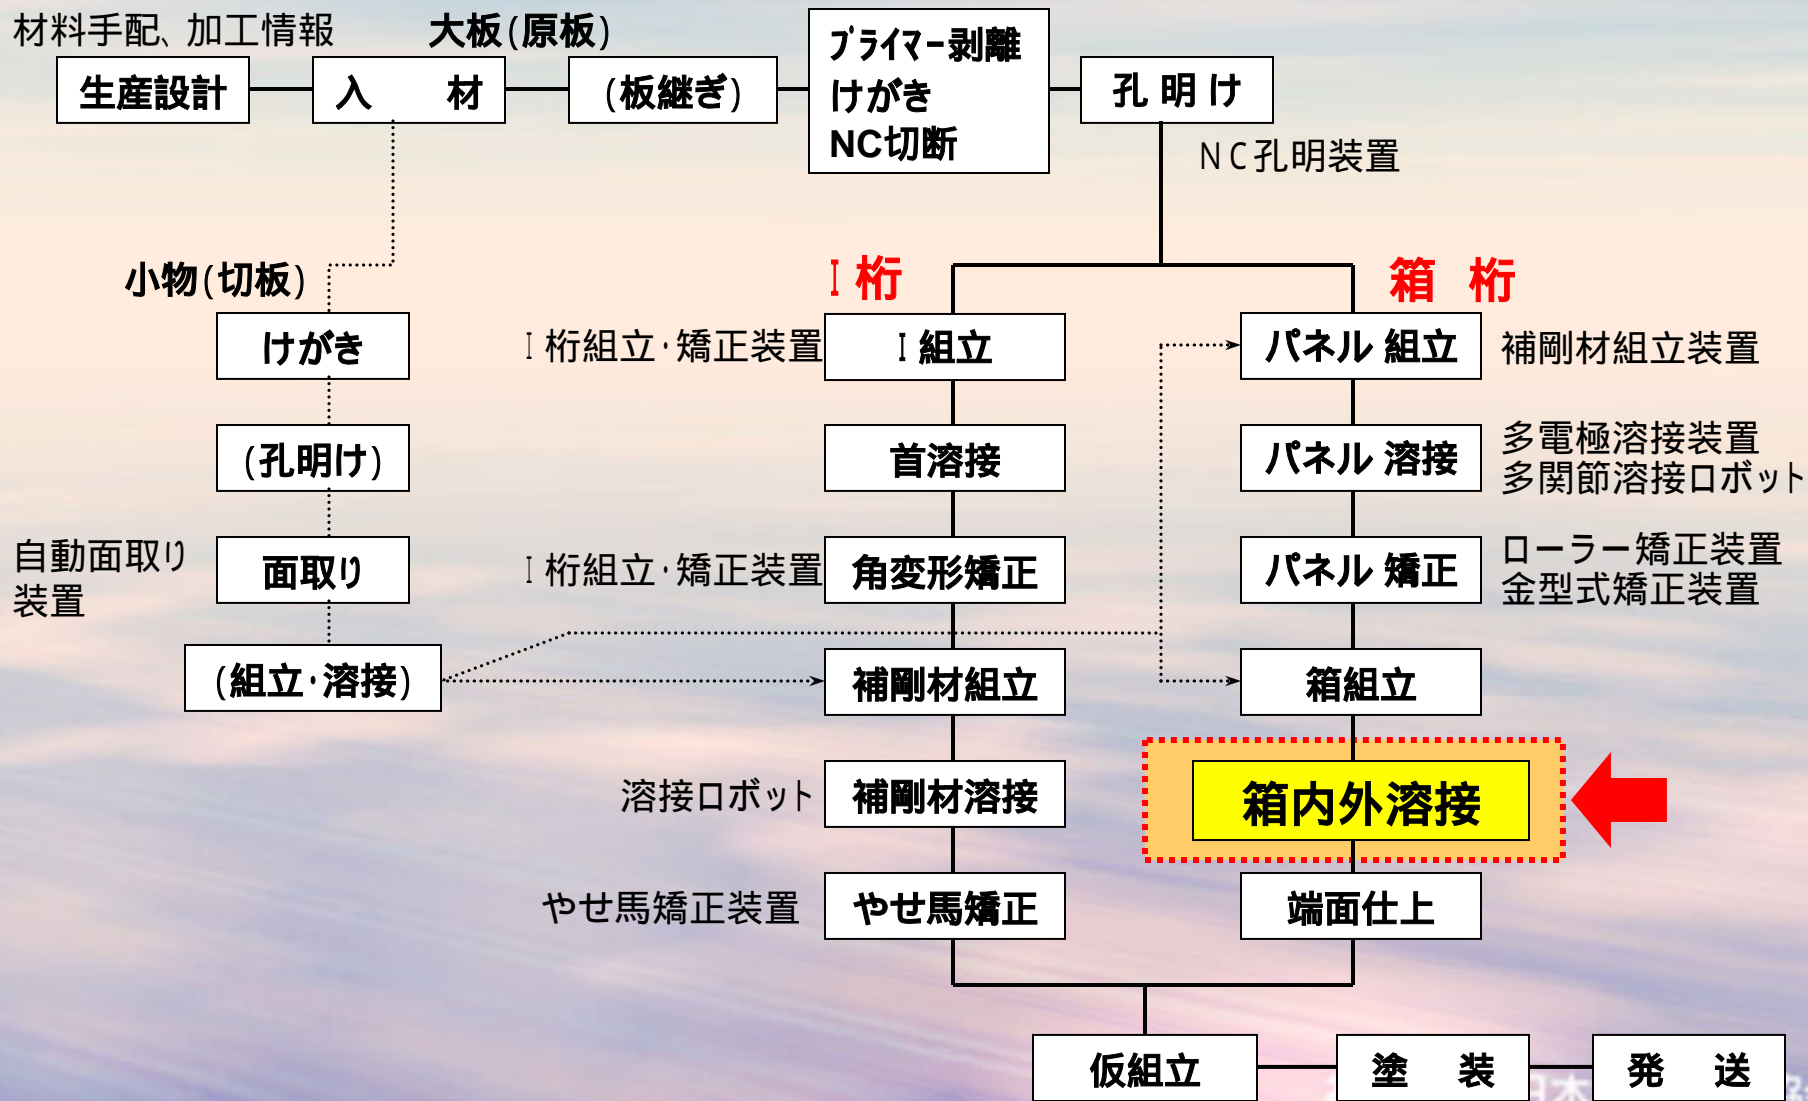 材料手配、加工情報
大板(原板)
生産設計
入　材
(板継ぎ)
プライマー剥離
けがき
NC切断
孔明け
NC孔明装置
小物(切板)
けがき
(孔明け)
自動面取り
装置
面取り
(組立・溶接)
I桁
I桁組立・矯正装置
I組立
首溶接
I桁組立・矯正装置
角変形矯正
補剛材組立
溶接ロボット
補剛材溶接
やせ馬矯正装置
やせ馬矯正
箱 桁
パネル 組立
補剛材組立装置
パネル 溶接
多電極溶接装置
多関節溶接ロボット
パネル 矯正
ローラー矯正装置
金型式矯正装置
箱組立
箱内外溶接
端面仕上
仮組立
塗　装
発　送
日本